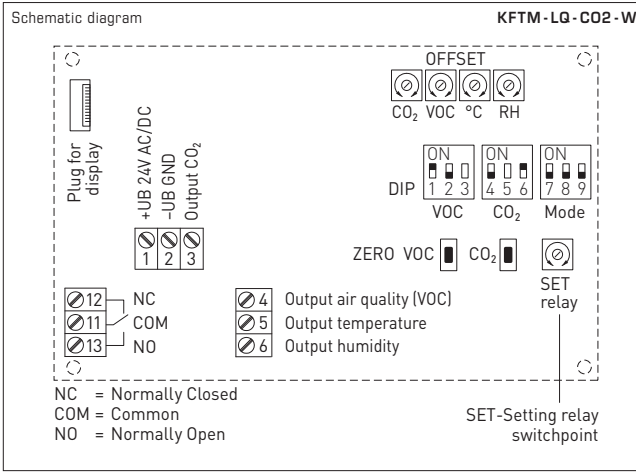 Schematic diagram
KFTM-LQ-CO2-W
OFFSET
CO₂ VOC °C RH
Plug for
display
+UB 24V AC/DC
–UB GND
Output CO₂
1 2 3
ON ON ON
DIP 1 2 3 4 5 6 7 8 9
VOC CO₂ Mode
ZERO VOC CO₂
SET
relay
12 NC
11 COM
13 NO
4 Output air quality (VOC)
5 Output temperature
6 Output humidity
NC = Normally Closed
COM = Common
NO = Normally Open
SET-Setting relay
switchpoint